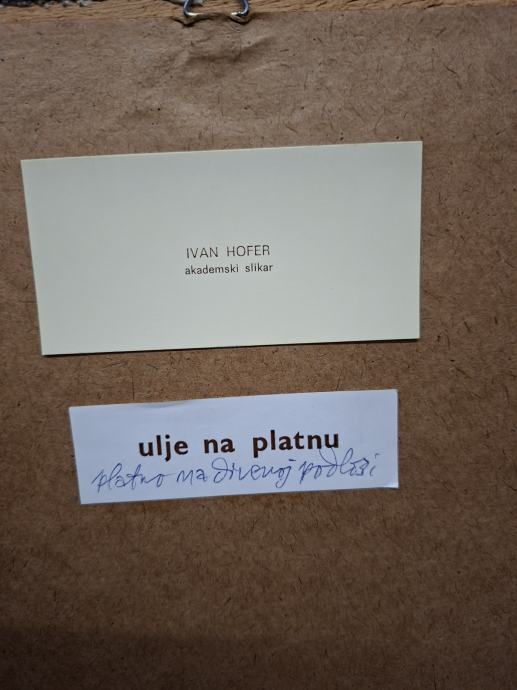 IVAN HOFER
akademski slikar
ulje na platnu
platno na drvenoj podlozi